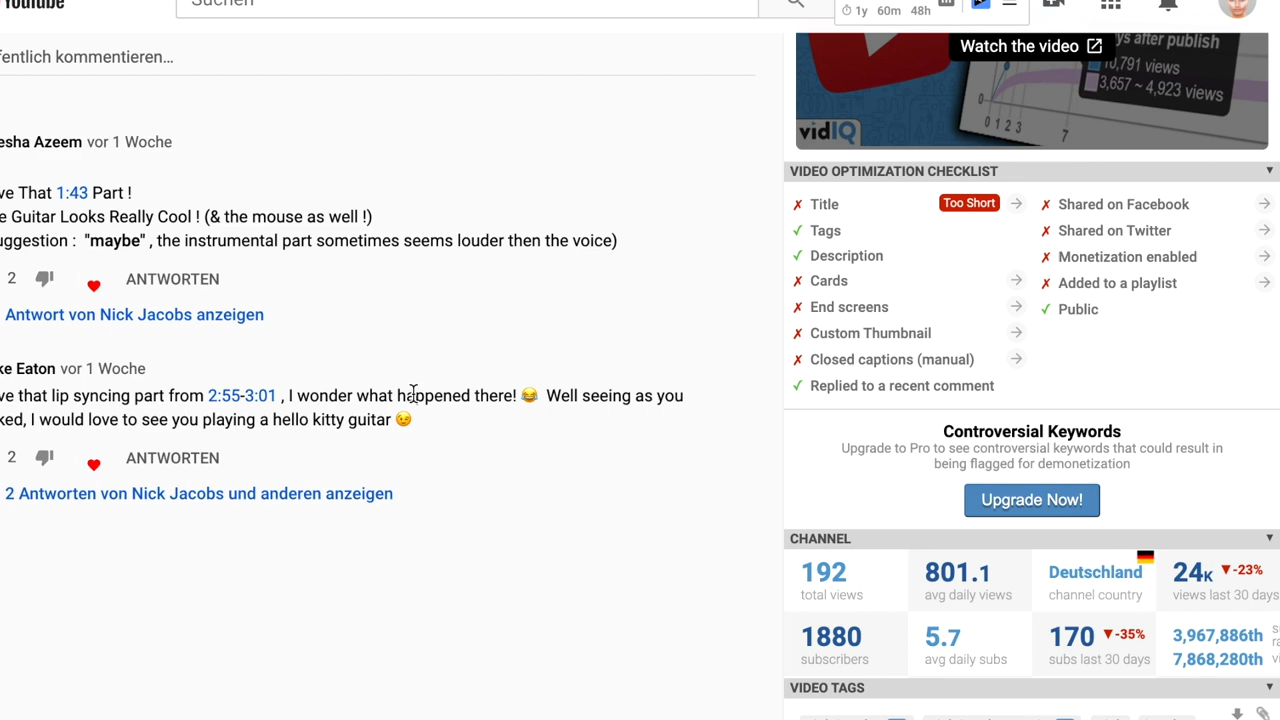 YouTube
Suchen
1y 60m 48h
fentlich kommentieren…
esha Azeem vor 1 Woche
ve That 1:43 Part !
e Guitar Looks Really Cool ! (& the mouse as well !)
uggestion : "maybe" , the instrumental part sometimes seems louder then the voice)
2 ANTWORTEN
Antwort von Nick Jacobs anzeigen
ke Eaton vor 1 Woche
ve that lip syncing part from 2:55-3:01 , I wonder what happened there! 😂 Well seeing as you
ked, I would love to see you playing a hello kitty guitar 😉
2 ANTWORTEN
2 Antworten von Nick Jacobs und anderen anzeigen
Watch the video
ys after publish
10,791 views
3,657 ~ 4,923 views
0
0 1 2 3 7
vidIQ
VIDEO OPTIMIZATION CHECKLIST
✗ Title Too Short
✓ Tags
✓ Description
✗ Cards
✗ End screens
✗ Custom Thumbnail
✗ Closed captions (manual)
✓ Replied to a recent comment
✗ Shared on Facebook
✗ Shared on Twitter
✗ Monetization enabled
✗ Added to a playlist
✓ Public
Controversial Keywords
Upgrade to Pro to see controversial keywords that could result in
being flagged for demonetization
Upgrade Now!
CHANNEL
192 801.1 Deutschland 24K ▼-23%
total views avg daily views channel country views last 30 days
1880 5.7 170 ▼-35% 3,967,886th
subscribers avg daily subs subs last 30 days 7,868,280th
VIDEO TAGS